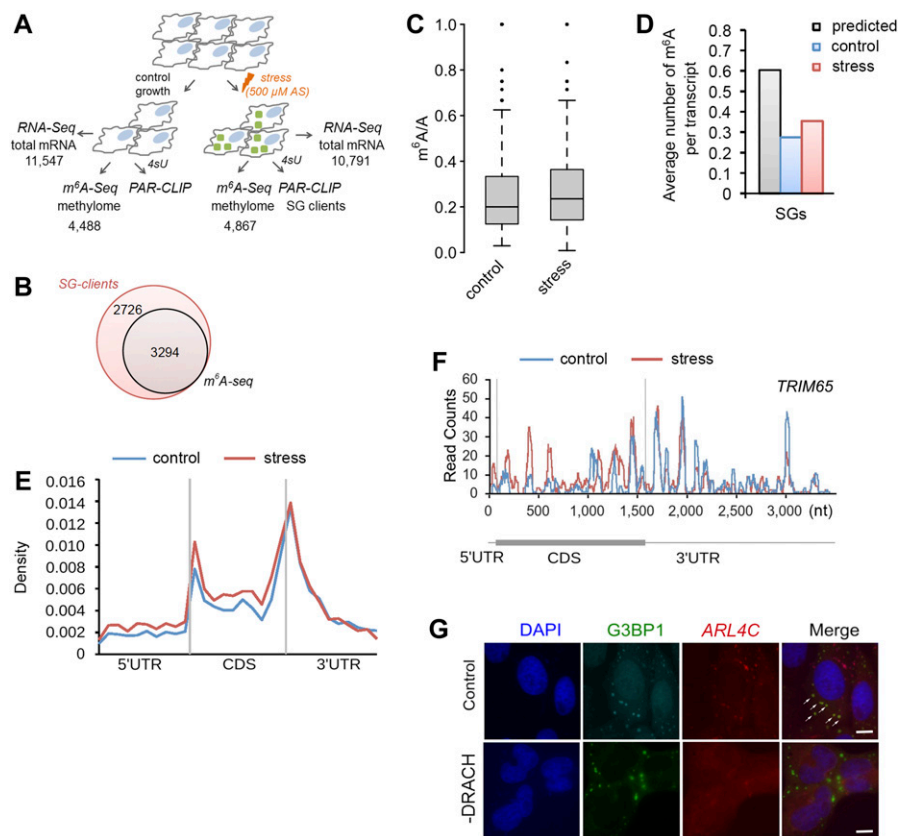 A
control
growth
stress
(500 µM AS)
RNA-Seq
total mRNA
11,547
4sU
m⁶A-Seq
methylome
4,488
PAR-CLIP
RNA-Seq
total mRNA
10,791
4sU
m⁶A-Seq
methylome
4,867
PAR-CLIP
SG clients
B
SG-clients
2726
3294
m⁶A-seq
C
m⁶A/A
1.0
0.8
0.6
0.4
0.2
0.0
control
stress
D
Average number of m⁶A
per transcript
0.8
0.7
0.6
0.5
0.4
0.3
0.2
0.1
0
predicted
control
stress
SGs
E
control
stress
Density
0.016
0.014
0.012
0.010
0.008
0.006
0.004
0.002
0.000
5'UTR
CDS
3'UTR
F
control
stress
TRIM65
Read Counts
60
50
40
30
20
10
0
0
500
1,000
1,500
2,000
2,500
3,000
(nt)
5'UTR
CDS
3'UTR
G
DAPI
G3BP1
ARL4C
Merge
Control
-DRACH